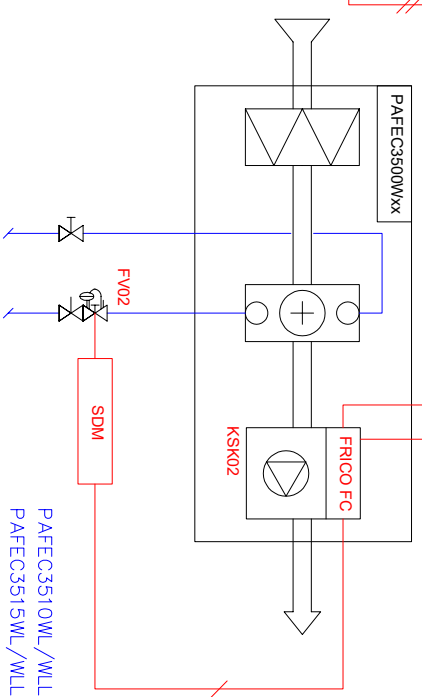 PAFEC3500Wxx
FV02
SDM
FRICO FC
KSK02
PAFEC3510WL/WLL
PAFEC3515WL/WLL